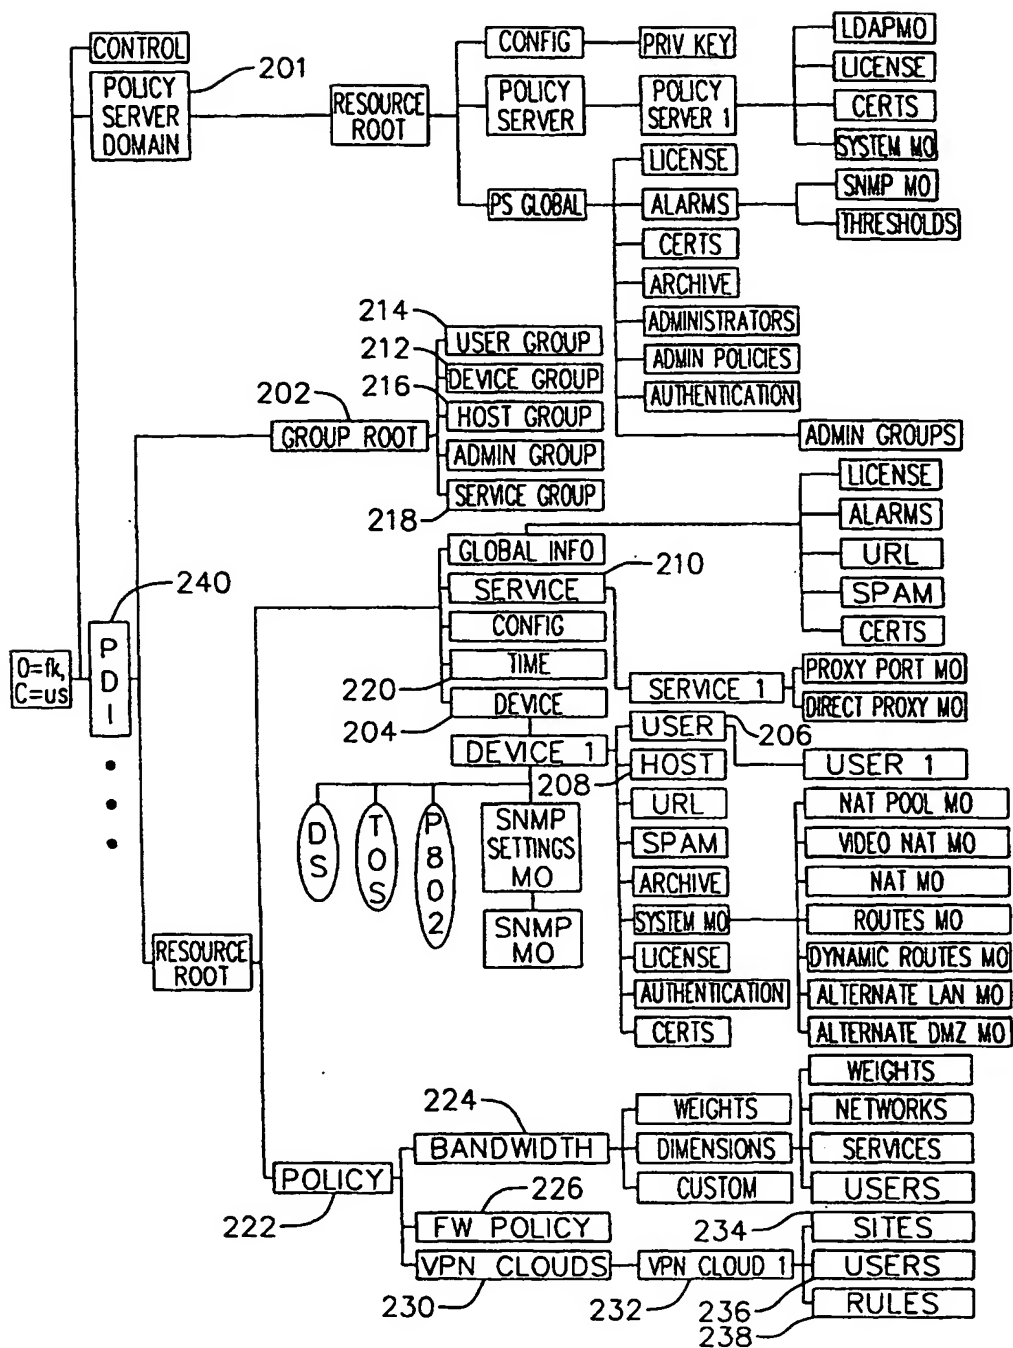 CONTROL
POLICY
SERVER
DOMAIN
201
RESOURCE
ROOT
CONFIG
PRIV KEY
POLICY
SERVER
POLICY
SERVER 1
LDAPMO
LICENSE
CERTS
SYSTEM MO
PS GLOBAL
LICENSE
ALARMS
SNMP MO
THRESHOLDS
CERTS
ARCHIVE
ADMINISTRATORS
ADMIN POLICIES
AUTHENTICATION
ADMIN GROUPS
214
USER GROUP
212
DEVICE GROUP
216
HOST GROUP
202
GROUP ROOT
ADMIN GROUP
SERVICE GROUP
218
GLOBAL INFO
LICENSE
ALARMS
URL
SPAM
CERTS
210
SERVICE
CONFIG
TIME
220
DEVICE
204
SERVICE 1
PROXY PORT MO
DIRECT PROXY MO
240
O=fk,
C=us
PDI
DEVICE 1
USER
206
USER 1
208
HOST
URL
SPAM
ARCHIVE
SYSTEM MO
LICENSE
AUTHENTICATION
CERTS
NAT POOL MO
VIDEO NAT MO
NAT MO
ROUTES MO
DYNAMIC ROUTES MO
ALTERNATE LAN MO
ALTERNATE DMZ MO
DS
TOS
P802
SNMP
SETTINGS
MO
SNMP
MO
RESOURCE
ROOT
POLICY
222
224
BANDWIDTH
WEIGHTS
DIMENSIONS
CUSTOM
WEIGHTS
NETWORKS
SERVICES
USERS
226
FW POLICY
VPN CLOUDS
230
VPN CLOUD 1
232
234
SITES
USERS
236
RULES
238